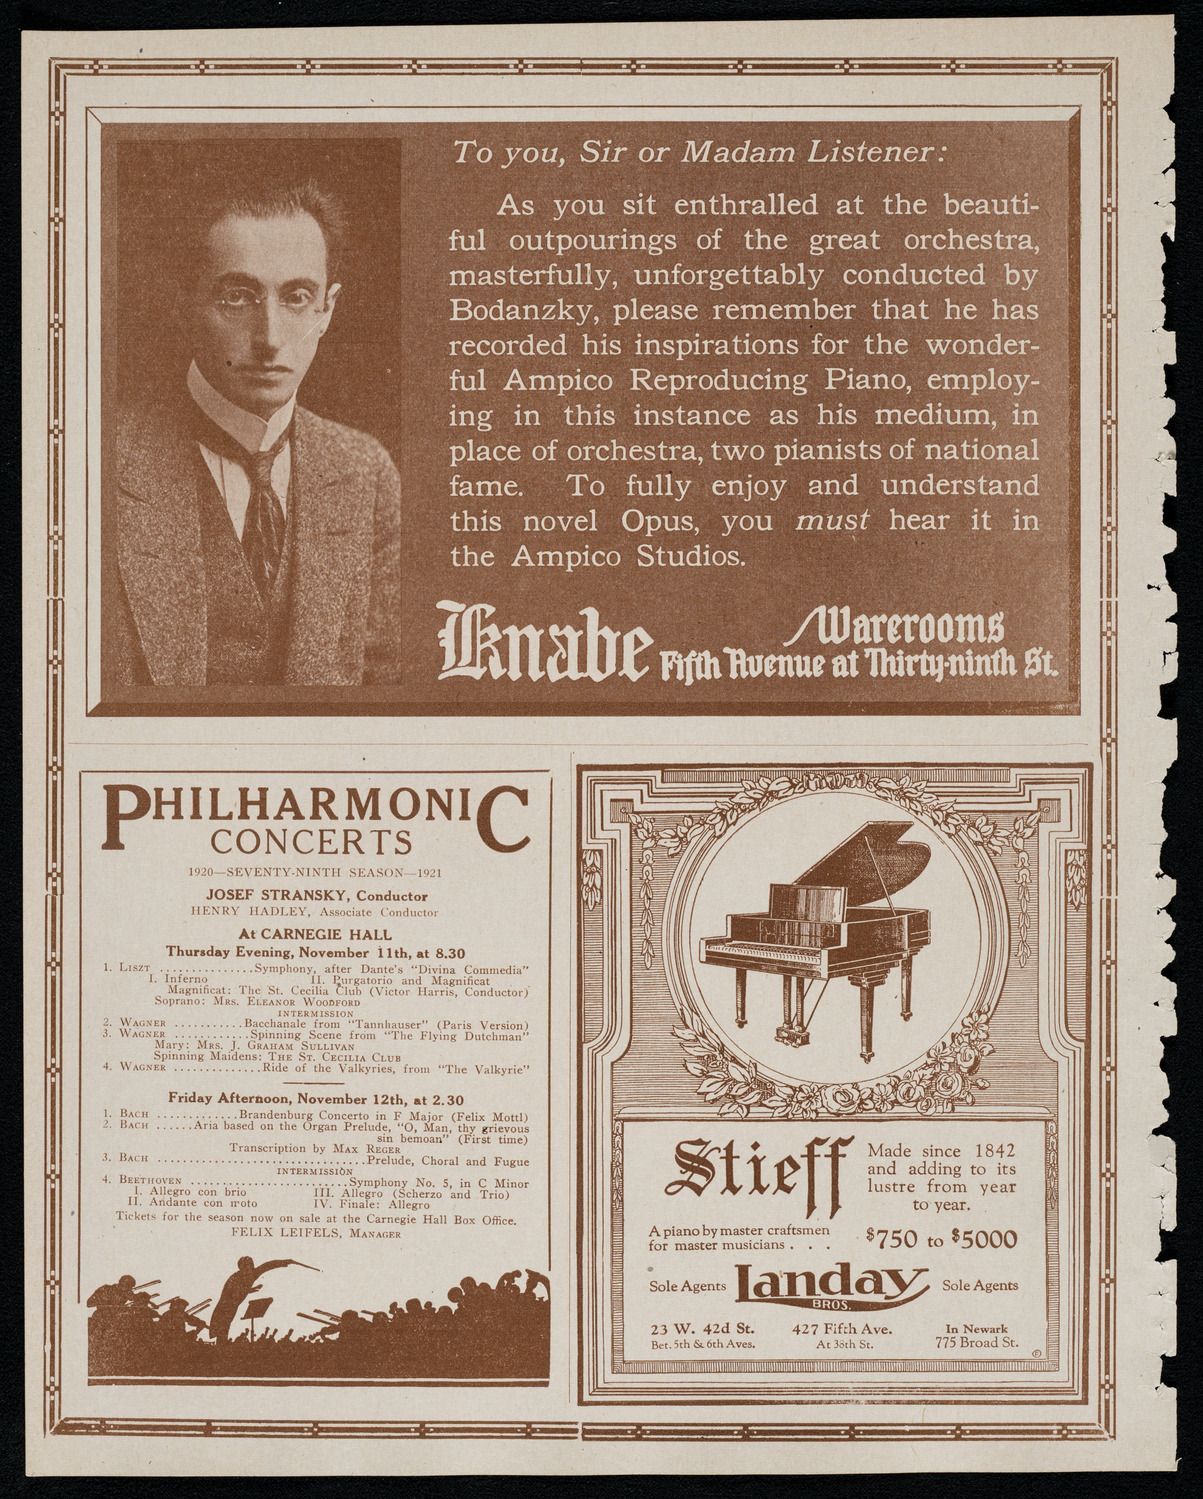 To you, Sir or Madam Listener:
As you sit enthralled at the beauti-
ful outpourings of the great orchestra,
masterfully, unforgettably conducted by
Bodanzky, please remember that he has
recorded his inspirations for the wonder-
ful Ampico Reproducing Piano, employ-
ing in this instance as his medium, in
place of orchestra, two pianists of national
fame. To fully enjoy and understand
this novel Opus, you must hear it in
the Ampico Studios.
Knabe Warerooms
Fifth Avenue at Thirty-ninth St.
PHILHARMONIC
CONCERTS
1920—SEVENTY-NINTH SEASON—1921
JOSEF STRANSKY, Conductor
HENRY HADLEY, Associate Conductor
At CARNEGIE HALL
Thursday Evening, November 11th, at 8.30
1. LISZT ...............Symphony, after Dante's "Divina Commedia"
I. Inferno II. Purgatorio and Magnificat
Magnificat: The St. Cecilia Club (Victor Harris, Conductor)
Soprano: MRS. ELEANOR WOODFORD
INTERMISSION
2. WAGNER ...........Bacchanale from "Tannhauser" (Paris Version)
3. WAGNER ............Spinning Scene from "The Flying Dutchman"
Mary: MRS. J. GRAHAM SULLIVAN
Spinning Maidens: THE ST. CECILIA CLUB
4. WAGNER ..............Ride of the Valkyries, from "The Valkyrie"
Friday Afternoon, November 12th, at 2.30
1. BACH .............Brandenburg Concerto in F Major (Felix Mottl)
2. BACH ......Aria based on the Organ Prelude, "O, Man, thy grievous
sin bemoan" (First time)
Transcription by MAX REGER
3. BACH .................................Prelude, Choral and Fugue
INTERMISSION
4. BEETHOVEN .........................Symphony No. 5, in C Minor
I. Allegro con brio III. Allegro (Scherzo and Trio)
II. Andante con moto IV. Finale: Allegro
Tickets for the season now on sale at the Carnegie Hall Box Office.
FELIX LEIFELS, MANAGER
Stieff
Made since 1842
and adding to its
lustre from year
to year.
A piano by master craftsmen
for master musicians . . .
$750 to $5000
Sole Agents Landay Sole Agents
BROS.
23 W. 42d St. 427 Fifth Ave. In Newark
Bet. 5th & 6th Aves. At 38th St. 775 Broad St.